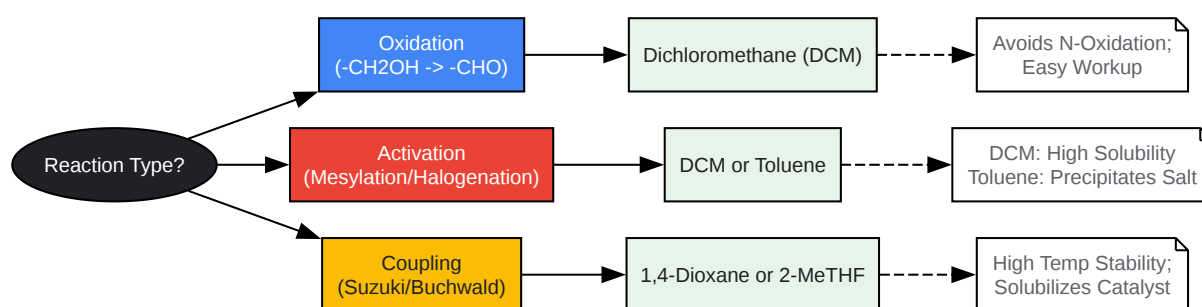 Reaction Type?
Oxidation
(-CH2OH -> -CHO)
Dichloromethane (DCM)
Avoids N-Oxidation;
Easy Workup
Activation
(Mesylation/Halogenation)
DCM or Toluene
DCM: High Solubility
Toluene: Precipitates Salt
Coupling
(Suzuki/Buchwald)
1,4-Dioxane or 2-MeTHF
High Temp Stability;
Solubilizes Catalyst